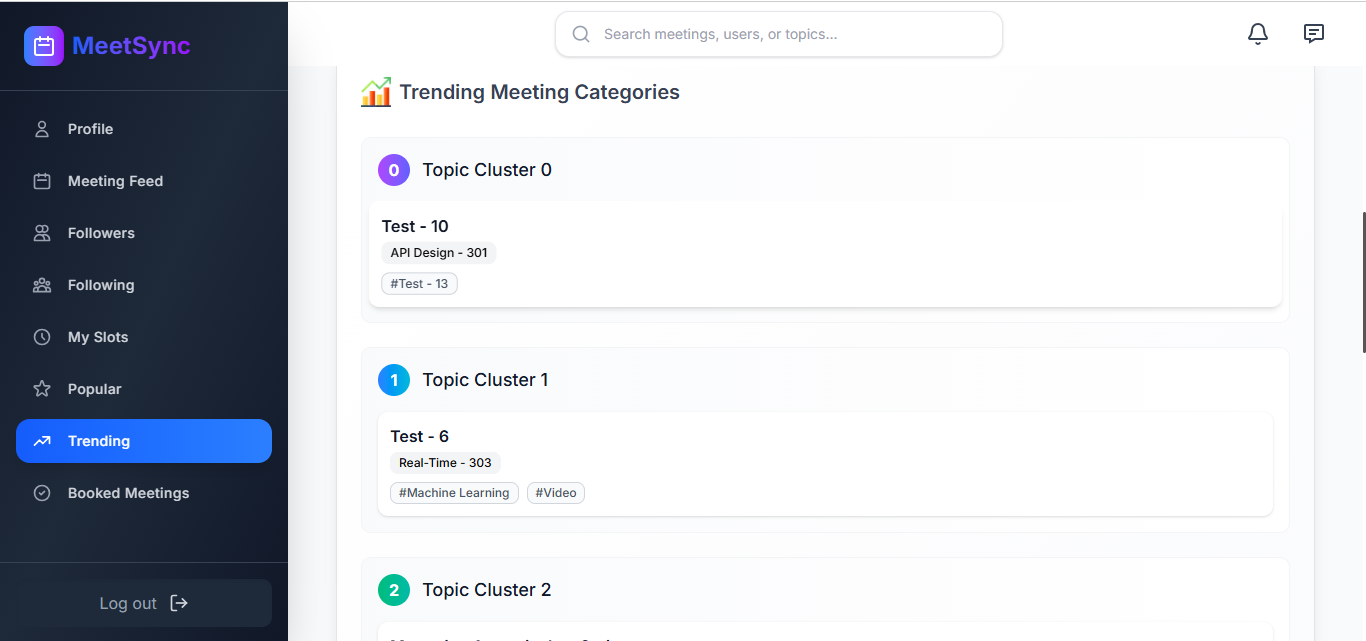 MeetSync
Search meetings, users, or topics...
Profile
Meeting Feed
Followers
Following
My Slots
Popular
Trending
Booked Meetings
Log out
Trending Meeting Categories
0 Topic Cluster 0
Test - 10
API Design - 301
#Test - 13
1 Topic Cluster 1
Test - 6
Real-Time - 303
#Machine Learning #Video
2 Topic Cluster 2